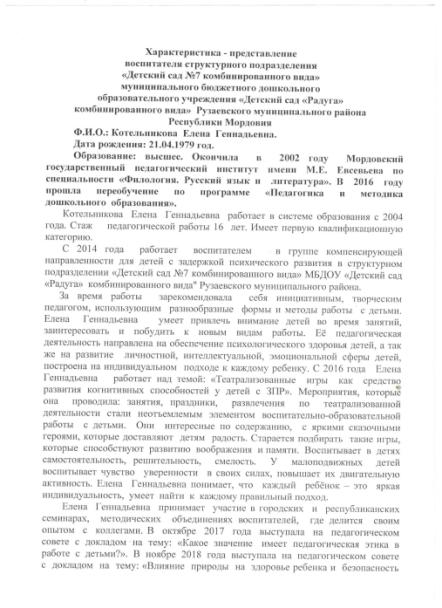 Характеристика - представление
воспитателя структурного подразделения
«Детский сад №7 комбинированного вида»
муниципального бюджетного дошкольного
образовательного учреждения «Детский сад «Радуга»
комбинированного вида» Рузаевского муниципального района
Республики Мордовия
Ф.И.О.: Котельникова Елена Геннадьевна.
Дата рождения: 21.04.1979 год.
Образование: высшее. Окончила в 2002 году Мордовский
государственный педагогический институт имени М.Е. Евсевьева по
специальности «Филология. Русский язык и литература». В 2016 году
прошла переобучение по программе «Педагогика и методика
дошкольного образования».
Котельникова Елена Геннадьевна работает в системе образования с 2004
года. Стаж педагогической работы 16 лет. Имеет первую квалификационную
категорию.
С 2014 года работает воспитателем в группе компенсирующей
направленности для детей с задержкой психического развития в структурном
подразделении «Детский сад №7 комбинированного вида» МБДОУ «Детский сад
«Радуга» комбинированного вида" Рузаевского муниципального района.
За время работы зарекомендовала себя инициативным, творческим
педагогом, использующим разнообразные формы и методы работы с детьми.
Елена Геннадьевна умеет привлечь внимание детей во время занятий,
заинтересовать и побудить к новым видам работы. Её педагогическая
деятельность направлена на обеспечение психологического здоровья детей, а так
же на развитие личностной, интеллектуальной, эмоциональной сферы детей,
построена на индивидуальном подходе к каждому ребенку. С 2016 года Елена
Геннадьевна работает над темой: «Театрализованные игры как средство
развития когнитивных способностей у детей с ЗПР». Мероприятия, которые
она проводила: занятия, праздники, развлечения по театрализованной
деятельности стали неотъемлемым элементом воспитательно-образовательной
работы с детьми. Они интересные по содержанию, с яркими сказочными
героями, которые доставляют детям радость. Старается подбирать такие игры,
которые способствуют развитию воображения и памяти. Воспитывает в детях
самостоятельность, решительность, смелость. У малоподвижных детей
воспитывает чувство уверенности в своих силах, повышает их двигательную
активность. Елена Геннадьевна понимает, что каждый ребёнок – это яркая
индивидуальность, умеет найти к каждому правильный подход.
Елена Геннадьевна принимает участие в городских и республиканских
семинарах, методических объединениях воспитателей, где делится своим
опытом с коллегами. В октябре 2017 года выступала на педагогическом
совете с докладом на тему: «Какое значение имеет педагогическая этика в
работе с детьми?». В ноябре 2018 года выступала на педагогическом совете
с докладом на тему: «Влияние природы на здоровье ребенка и безопасность